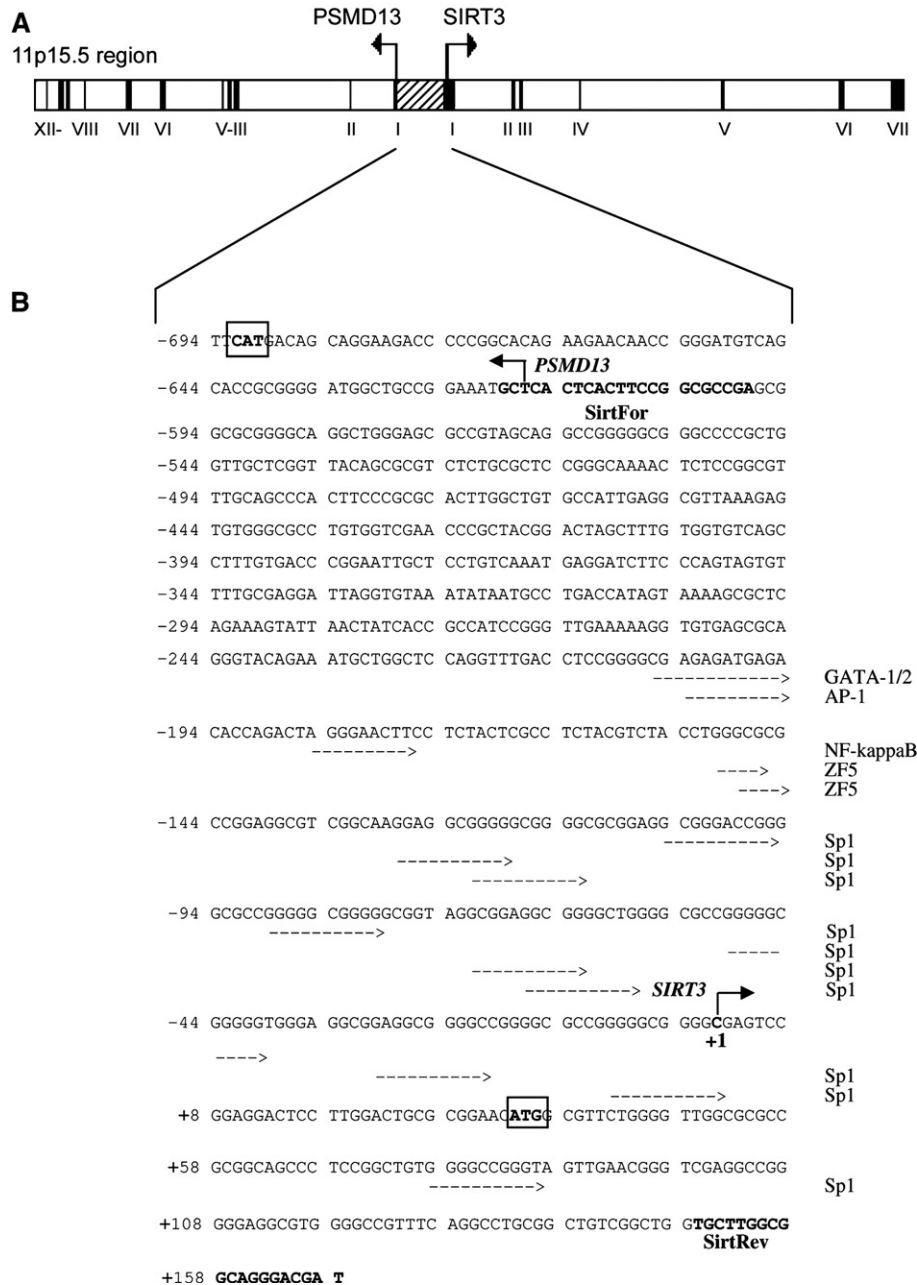 A
PSMD13 SIRT3
11p15.5 region
XII- VIII VII VI V-III II I I II III IV V VI VII
B
-694 TTCATGACAG CAGGAAGACC CCCGGCACAG AAGAACAACC GGGATGTCAG
PSMD13
-644 CACCGCGGGG ATGGCTGCCG GAAATGCTCA CTCACTTCCG GCGCCGAGCG
SirtFor
-594 GCGCGGGGCA GGCTGGGAGC GCCGTAGCAG GCCGGGGGCG GGCCCCGCTG
-544 GTTGCTCGGT TACAGCGCGT CTCTGCGCTC CGGGCAAAAC TCTCCGGCGT
-494 TTGCAGCCCA CTTCCCGCGC ACTTGGCTGT GCCATTGAGG CGTTAAAGAG
-444 TGTGGGCGCC TGTGGTCGAA CCCGCTACGG ACTAGCTTTG TGGTGTCAGC
-394 CTTTGTGACC CGGAATTGCT CCTGTCAAAT GAGGATCTTC CCAGTAGTGT
-344 TTTGCGAGGA TTAGGTGTAA ATATAATGCC TGACCATAGT AAAAGCGCTC
-294 AGAAAGTATT AACTATCACC GCCATCCGGG TTGAAAAAGG TGTGAGCGCA
-244 GGGTACAGAA ATGCTGGCTC CAGGTTTGAC CTCCGGGGCG AGAGATGAGA
-----------> GATA-1/2
--------> AP-1
-194 CACCAGACTA GGGAACTTCC TCTACTCGCC TCTACGTCTA CCTGGGCGCG
--------> NF-kappaB
----> ZF5
----> ZF5
-144 CCGGAGGCGT CGGCAAGGAG GCGGGGGCGG GGCGCGGAGG CGGGACCGGG
---------> Sp1
---------> Sp1
---------> Sp1
-94 GCGCCGGGGG CGGGGGCGGT AGGCGGAGGC GGGGCTGGGG CGCCGGGGGC
---------> Sp1
----- Sp1
---------> Sp1
---------> SIRT3 Sp1
-44 GGGGGTGGGA GGCGGAGGCG GGGCCGGGGC GCCGGGGGCG GGGCGAGTCC
+1
---->
---------> Sp1
---------> Sp1
+8 GGAGGACTCC TTGGACTGCG CGGAACATGG CGTTCTGGGG TTGGCGCGCC
+58 GCGGCAGCCC TCCGGCTGTG GGGCCGGGTA GTTGAACGGG TCGAGGCCGG
---------> Sp1
+108 GGGAGGCGTG GGGCCGTTTC AGGCCTGCGG CTGTCGGCTG GTGCTTGGCG
SirtRev
+158 GCAGGGACGA T